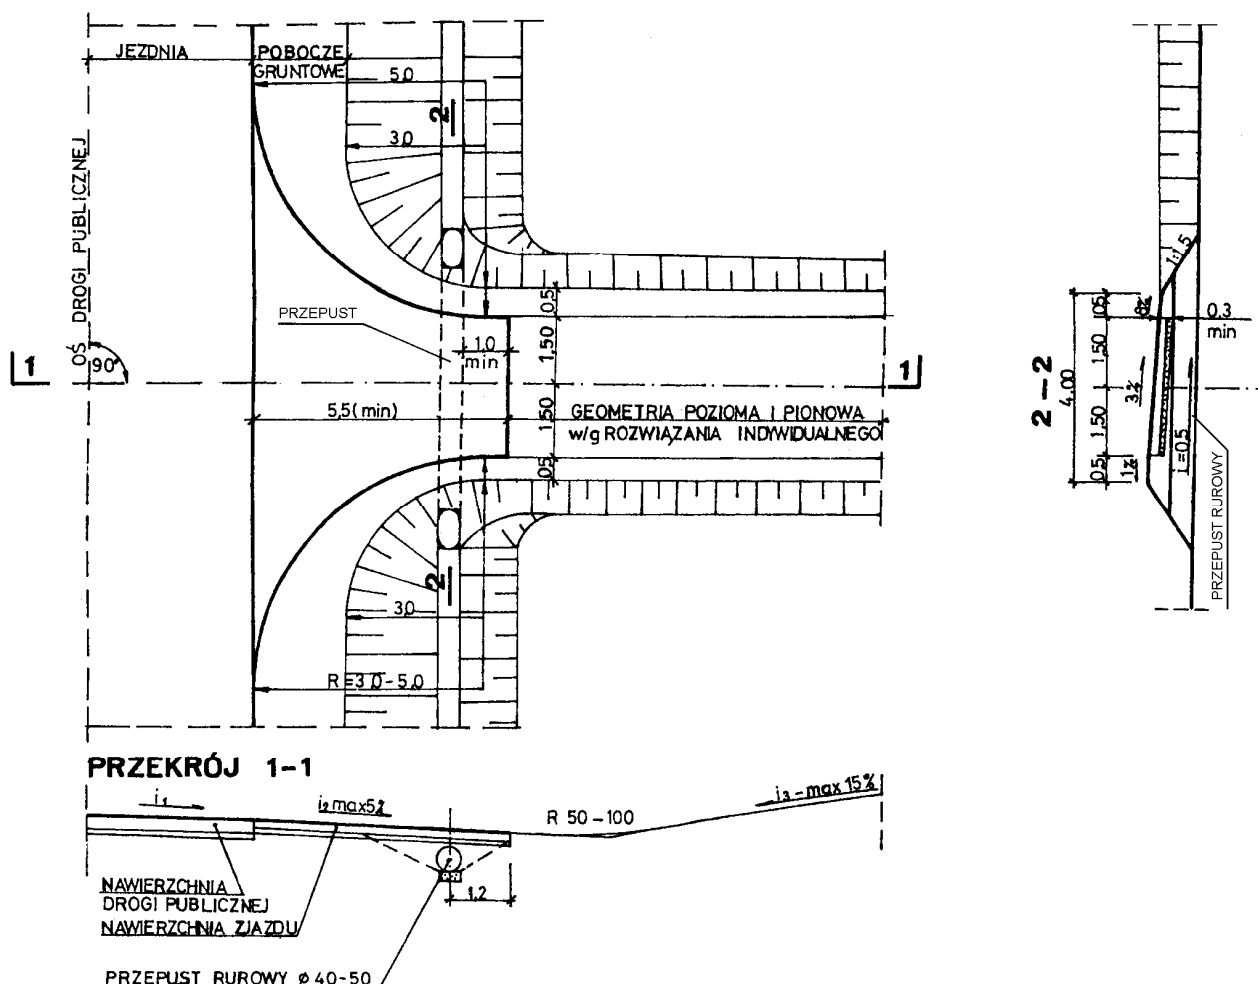 JEZDNIA
POBOCZE
GRUNTOWE
5,0
2
3,0
OŚ DROGI PUBLICZNEJ
90°
1
PRZEPUST
1,0
min
0,5
1,50
1,50
0,5
1
5,5(min)
GEOMETRIA POZIOMA I PIONOWA
w/g ROZWIĄZANIA INDYWIDUALNEGO
2
3,0
R=3,0-5,0
2-2
4,00
0,5
1,50
1,50
0,5
8%
3%
1%
1:1,5
0.3
min
i=0.5
PRZEPUST RUROWY
PRZEKRÓJ 1-1
i1
i2 max5%
R 50-100
i3-max 15%
1,2
NAWIERZCHNIA
DROGI PUBLICZNEJ
NAWIERZCHNIA ZJAZDU
PRZEPUST RUROWY ø 40-50